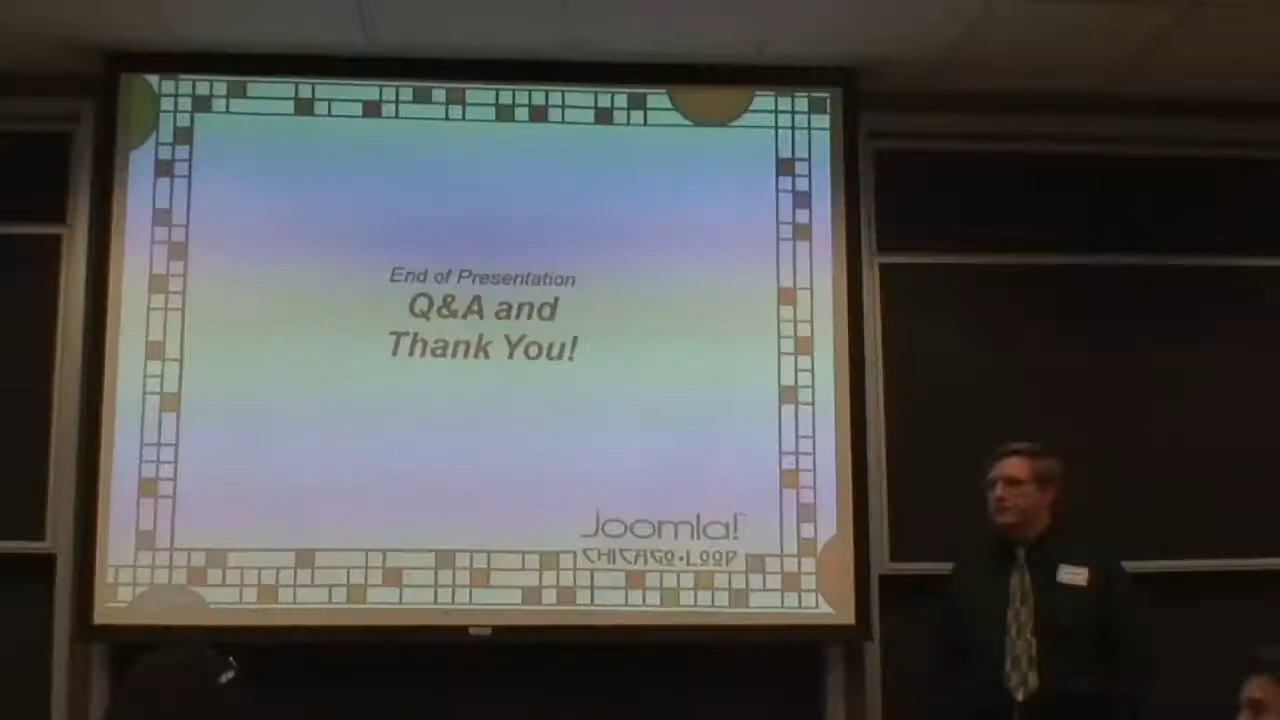 End of Presentation
Q&A and
Thank You!
Joomla!
CHICAGO•LOOP